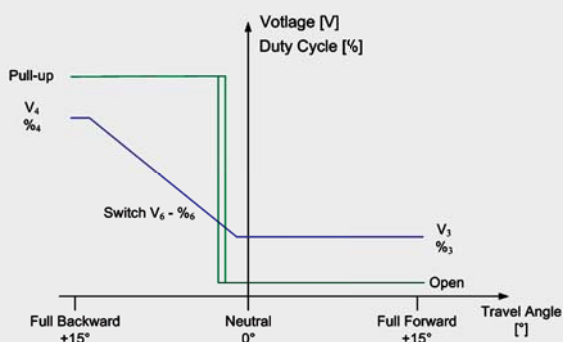 Votlage [V]
Duty Cycle [%]
Pull-up
V₄
%₄
Switch V₆ - %₆
V₃
%₃
Open
Travel Angle
[°]
Full Backward
+15°
Neutral
0°
Full Forward
+15°